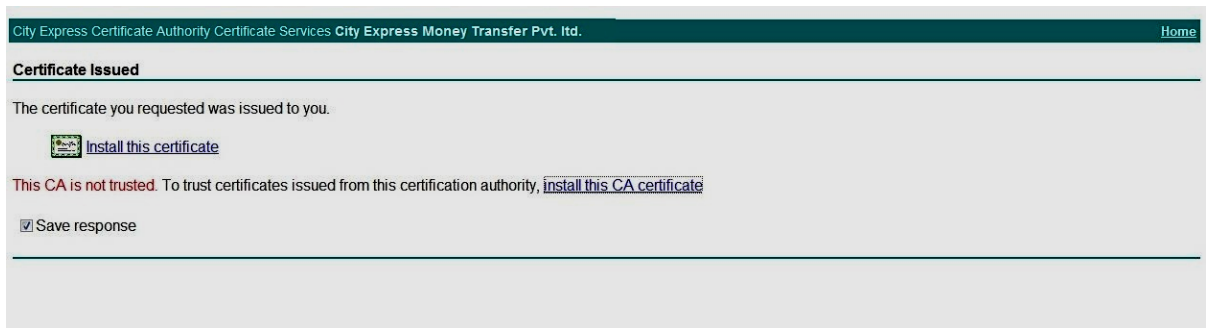 City Express Certificate Authority Certificate Services City Express Money Transfer Pvt. ltd. Home
Certificate Issued
The certificate you requested was issued to you.
Install this certificate
This CA is not trusted. To trust certificates issued from this certification authority, install this CA certificate
Save response